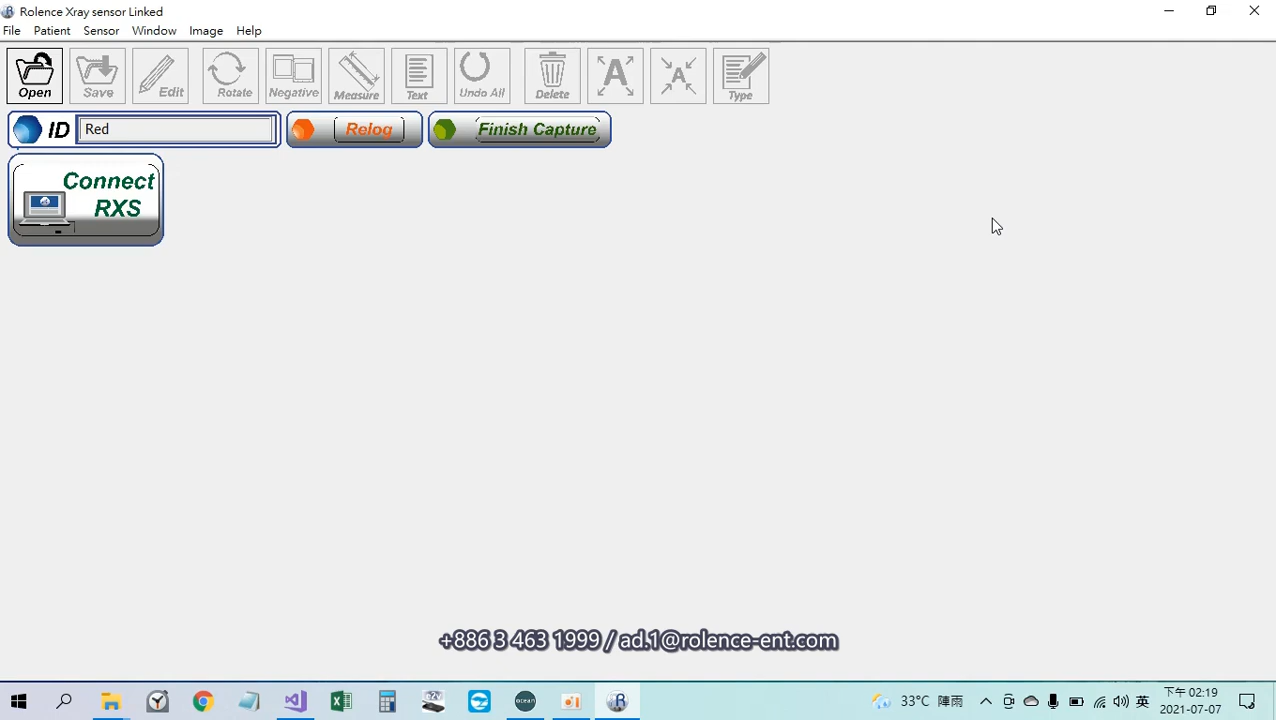 Rolence Xray sensor Linked
File Patient Sensor Window Image Help
Open Save Edit Rotate Negative Measure Text Undo All Delete A A Type
ID Red Relog Finish Capture
Connect
RXS
+886 3 463 1999 / ad.1@rolence-ent.com
33°C 陣雨 英 下午 02:19
2021-07-07